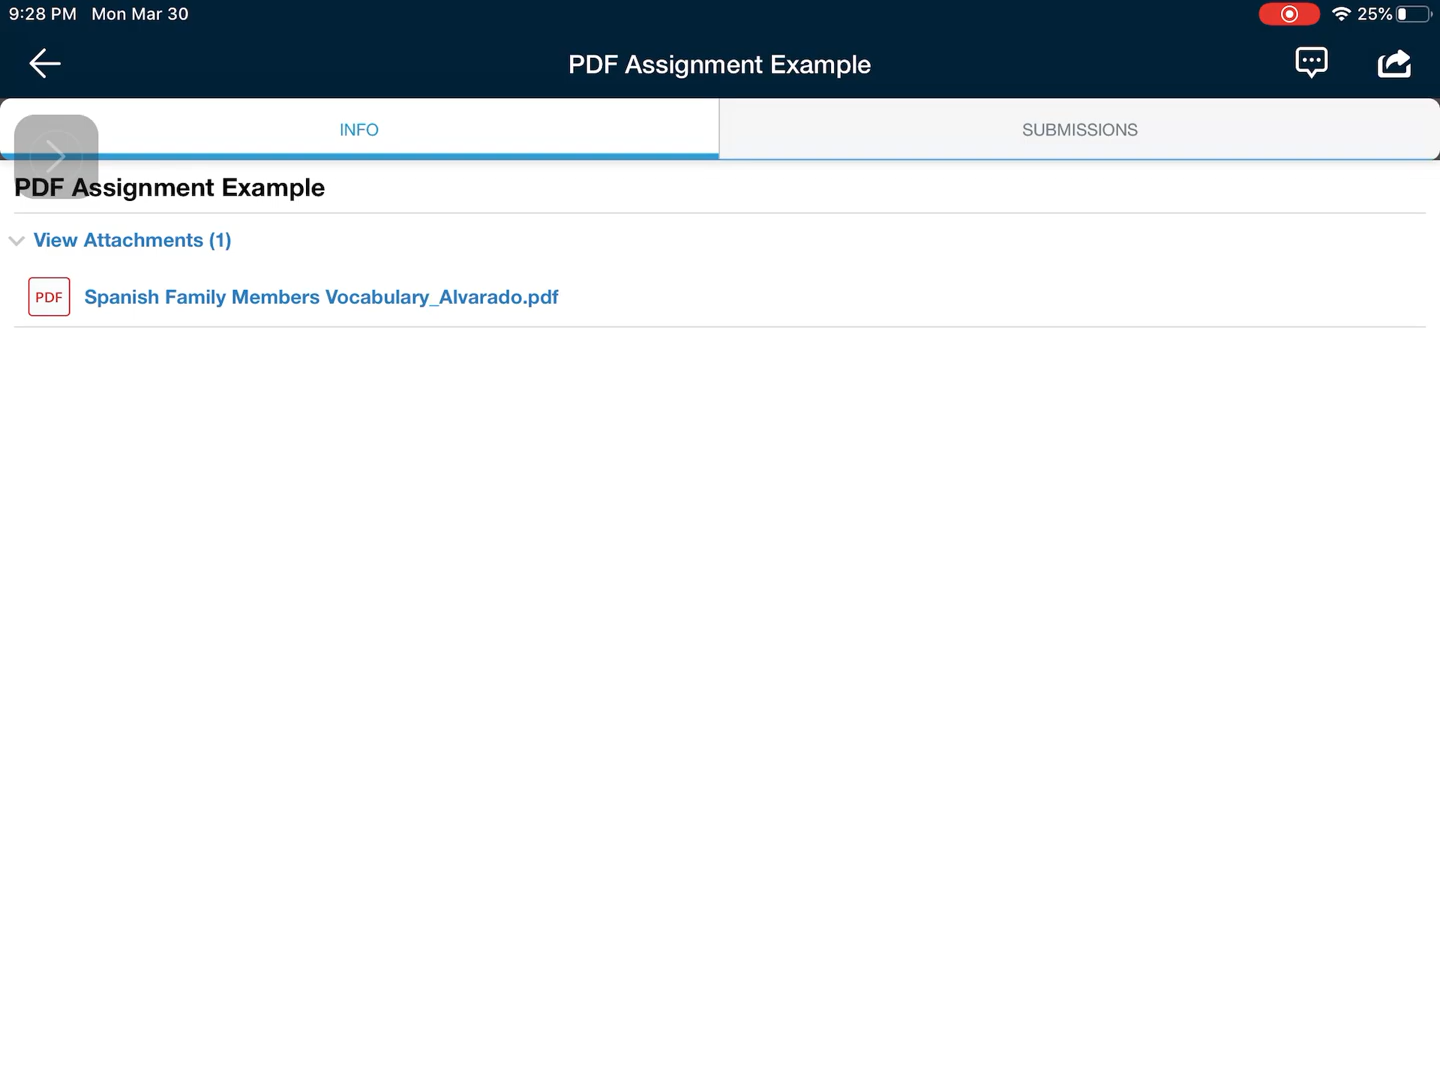 9:28 PM Mon Mar 30 25%
PDF Assignment Example
INFO SUBMISSIONS
PDF Assignment Example
View Attachments (1)
PDF Spanish Family Members Vocabulary_Alvarado.pdf